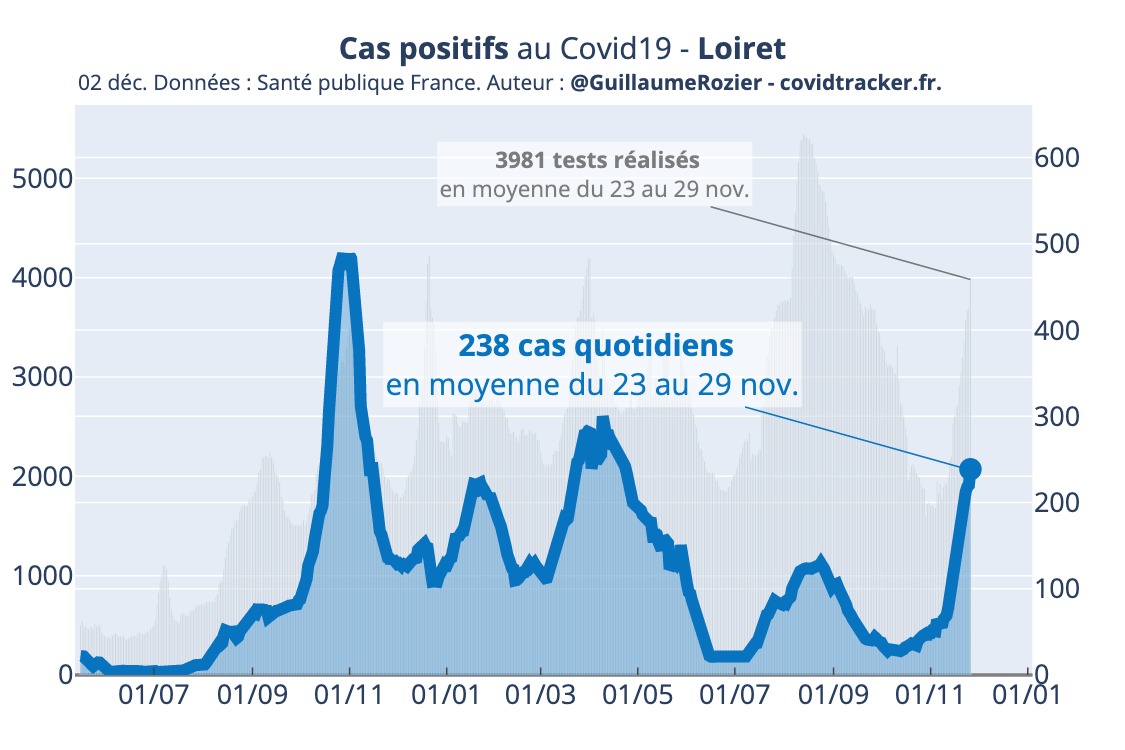 Cas positifs au Covid19 - Loiret
02 déc. Données : Santé publique France. Auteur : @GuillaumeRozier - covidtracker.fr.
3981 tests réalisés
en moyenne du 23 au 29 nov.
238 cas quotidiens
en moyenne du 23 au 29 nov.
5000
4000
3000
2000
1000
0
600
500
400
300
200
100
0
01/07 01/09 01/11 01/01 01/03 01/05 01/07 01/09 01/11 01/01